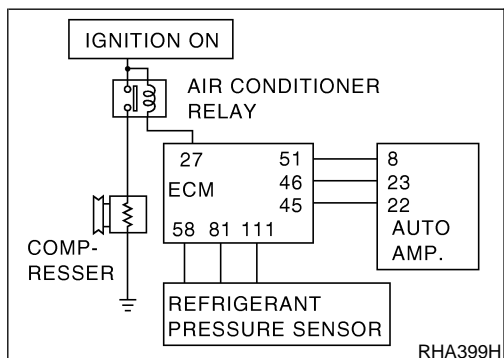 IGNITION ON
AIR CONDITIONER
RELAY
27
51
8
ECM
46
23
45
22
58 81 111
AUTO
AMP.
COMP-
RESSER
REFRIGERANT
PRESSURE SENSOR
RHA399H